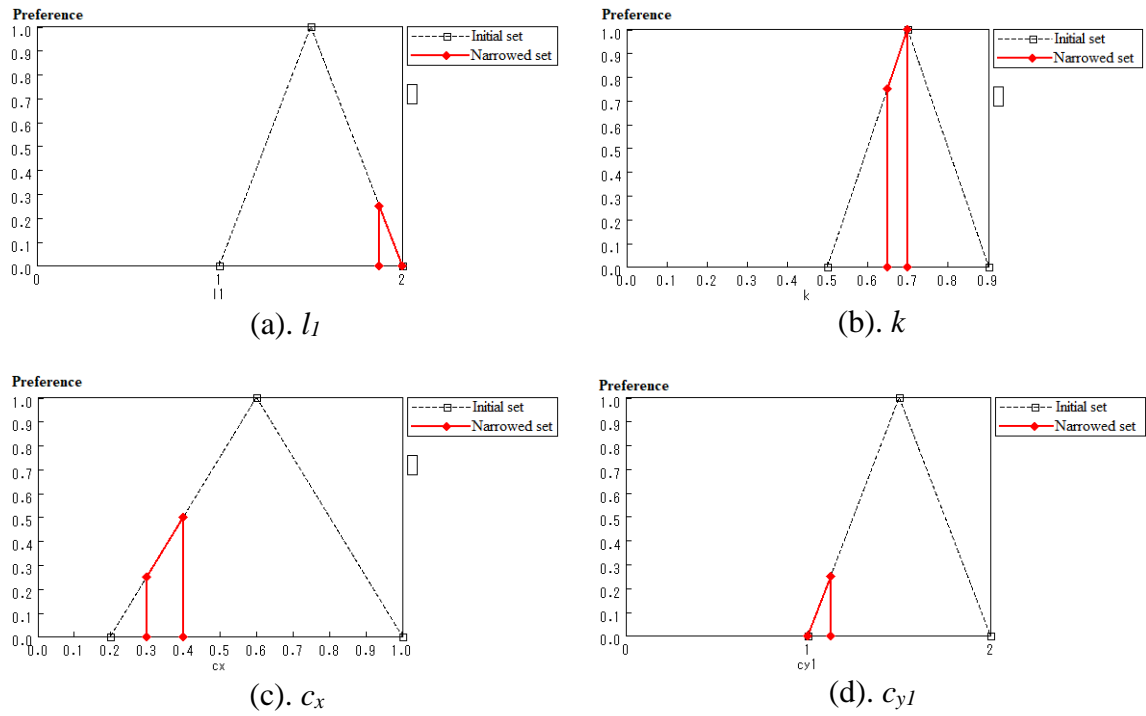 Preference
1.0
0.9
0.8
0.7
0.6
0.5
0.4
0.3
0.2
0.1
0.0
0 1 2
l1
Initial set
Narrowed set
(a). l1
Preference
1.0
0.9
0.8
0.7
0.6
0.5
0.4
0.3
0.2
0.1
0.0
0.0 0.1 0.2 0.3 0.4 0.5 0.6 0.7 0.8 0.9
k
Initial set
Narrowed set
(b). k
Preference
1.0
0.9
0.8
0.7
0.6
0.5
0.4
0.3
0.2
0.1
0.0
0.0 0.1 0.2 0.3 0.4 0.5 0.6 0.7 0.8 0.9 1.0
cx
Initial set
Narrowed set
(c). cx
Preference
1.0
0.9
0.8
0.7
0.6
0.5
0.4
0.3
0.2
0.1
0.0
0 1 2
cy1
Initial set
Narrowed set
(d). cy1